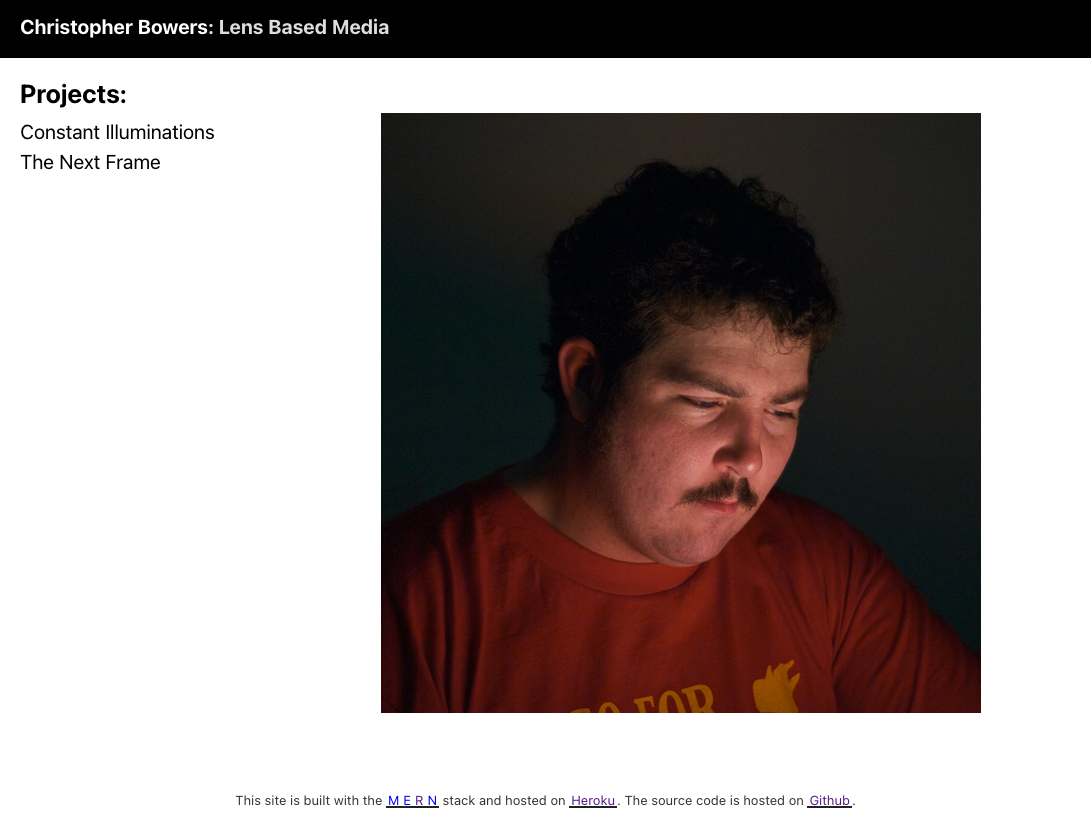 Christopher Bowers: Lens Based Media
Projects:
Constant Illuminations
The Next Frame
FOR
This site is built with the M E R N stack and hosted on Heroku. The source code is hosted on Github.